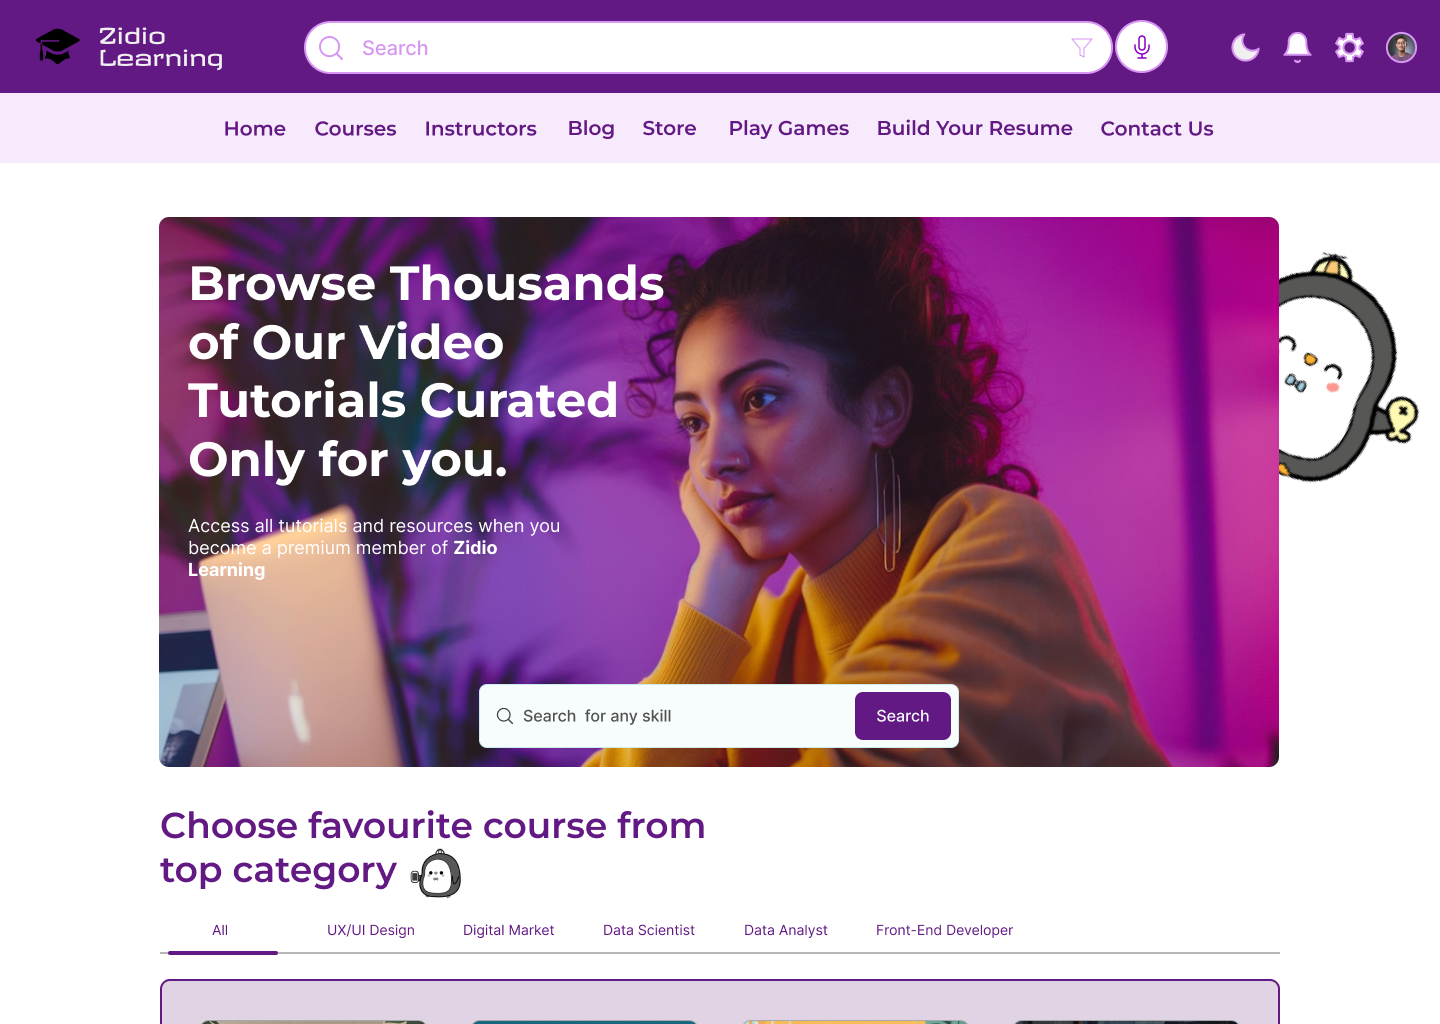 Zidio
Learning
Search
Home Courses Instructors Blog Store Play Games Build Your Resume Contact Us
Browse Thousands
of Our Video
Tutorials Curated
Only for you.
Access all tutorials and resources when you
become a premium member of Zidio
Learning
Search for any skill
Search
Choose favourite course from
top category
All UX/UI Design Digital Market Data Scientist Data Analyst Front-End Developer